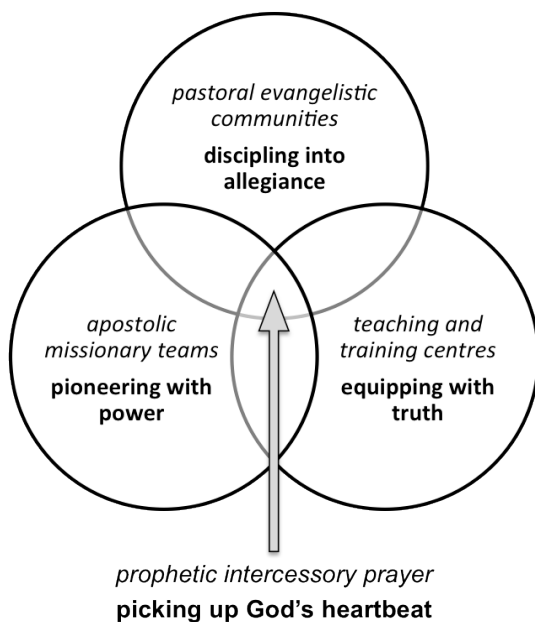 pastoral evangelistic
communities
discipling into
allegiance
apostolic
missionary teams
pioneering with
power
teaching and
training centres
equipping with
truth
prophetic intercessory prayer
picking up God's heartbeat